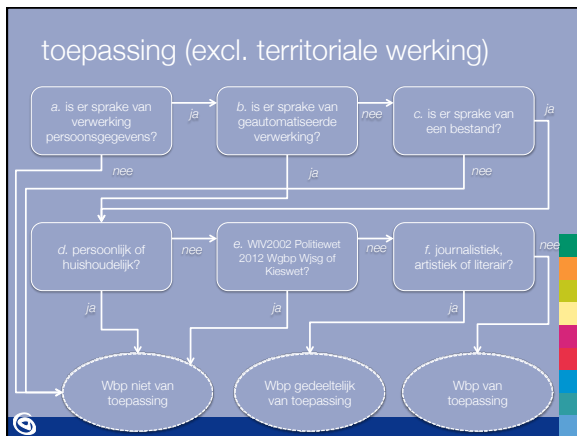 toepassing (excl. territoriale werking)
a. is er sprake van
verwerking
persoonsgegevens?
ja
b. is er sprake van
geautomatiseerde
verwerking?
nee
c. is er sprake van
een bestand?
ja
nee
ja
nee
d. persoonlijk of
huishoudelijk?
nee
e. WIV2002 Politiewet
2012 Wgbp Wjsg of
Kieswet?
nee
f. journalistiek,
artistiek of literair?
nee
ja
ja
ja
Wbp niet van
toepassing
Wbp gedeeltelijk
van toepassing
Wbp van
toepassing